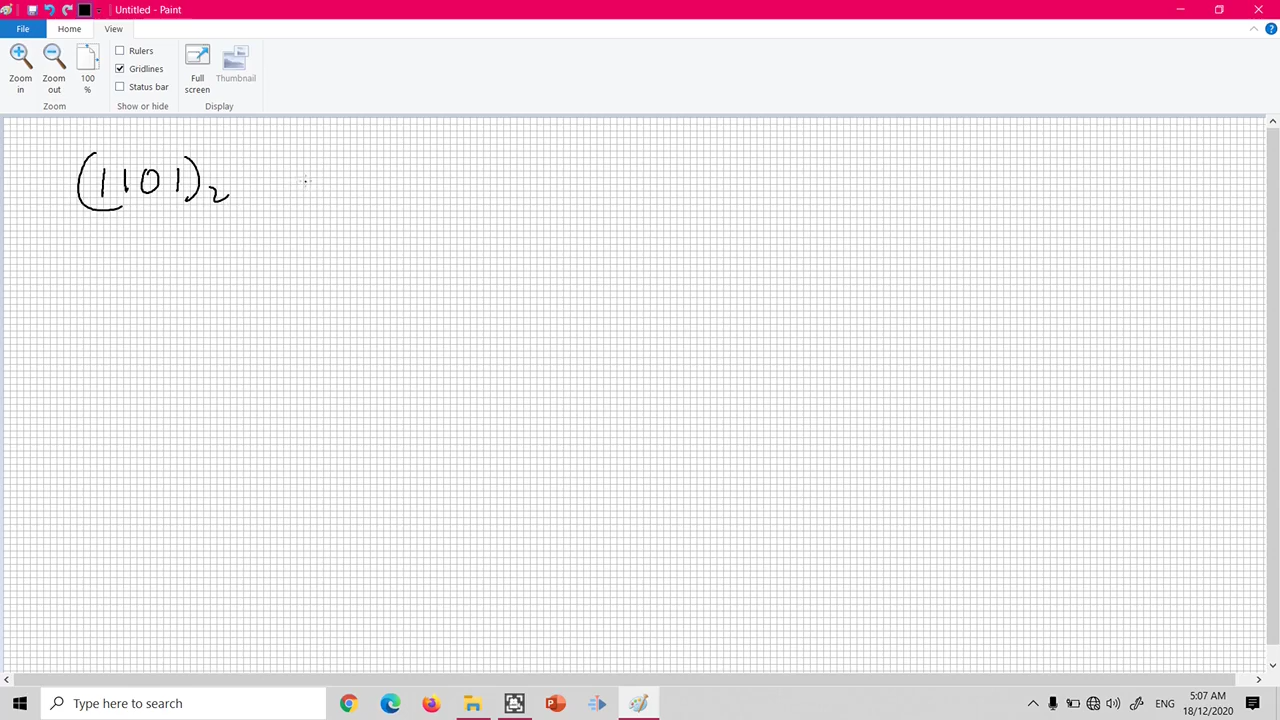 Untitled - Paint
File Home View
Zoom in
Zoom out
100 %
Rulers
Gridlines
Status bar
Full screen
Thumbnail
Zoom
Show or hide
Display
(1101)2
Type here to search
ENG
5:07 AM
18/12/2020